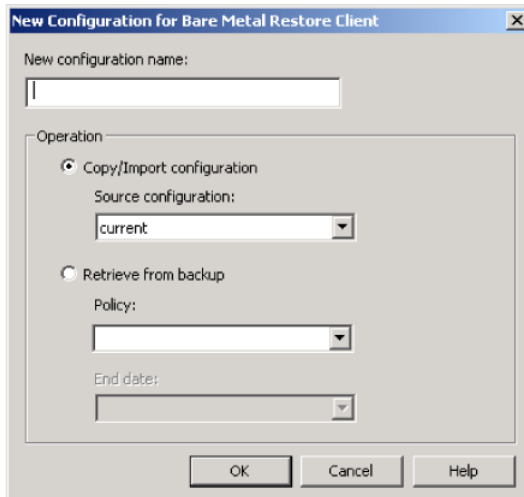 New Configuration for Bare Metal Restore Client
New configuration name:
Operation
Copy/Import configuration
Source configuration:
current
Retrieve from backup
Policy:
End date:
OK Cancel Help